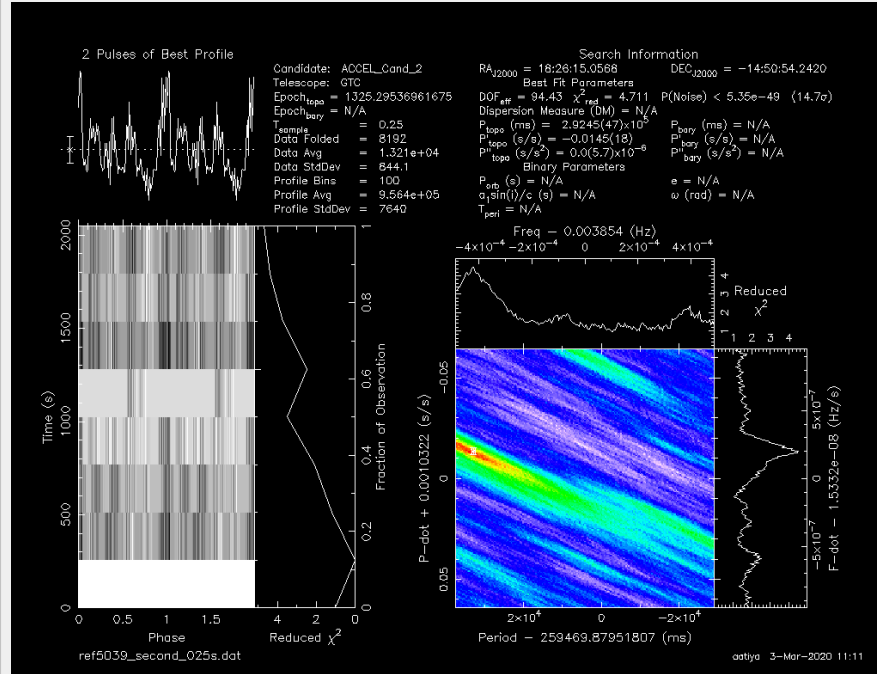 2 Pulses of Best Profile
Candidate: ACCEL_Cand_2
Telescope: GTC
Epoch_topo = 1325.29536961675
Epoch_bary = N/A
T_sample = 0.25
Data Folded = 8192
Data Avg = 1.321e+04
Data StdDev = 844.1
Profile Bins = 100
Profile Avg = 9.564e+05
Profile StdDev = 7640
Search Information
RA_J2000 = 18:26:15.0568 DEC_J2000 = −14:50:54.2420
Best Fit Parameters
DOF_eff = 94.43 χ²_red = 4.711 P(Noise) < 5.35e−49 (14.7σ)
Dispersion Measure (DM) = N/A
P_topo (ms) = 2.9245(47)×10⁵ P_bary (ms) = N/A
P'_topo (s/s) = −0.0145(18) P'_bary (s/s) = N/A
P''_topo (s/s²) = 0.0(5.7)×10⁻⁶ P''_bary (s/s²) = N/A
Binary Parameters
P_orb (s) = N/A e = N/A
a₁sin(i)/c (s) = N/A ω (rad) = N/A
T_peri = N/A
Time (s)
0 500 1000 1500 2000
0 0.5 1 1.5
Phase
Fraction of Observation
0 0.2 0.4 0.6 0.8 1
4 2 0
Reduced χ²
Freq − 0.003854 (Hz)
−4×10⁻⁴ −2×10⁻⁴ 0 2×10⁻⁴ 4×10⁻⁴
1 2 3 4
Reduced
χ²
1 2 3 4
P−dot + 0.0010322 (s/s)
−0.05 0 0.05
5×10⁻⁷ 0 −5×10⁻⁷
F−dot − 1.5332e−08 (Hz/s)
2×10⁴ 0 −2×10⁴
Period − 259469.87951807 (ms)
ref5039_second_025s.dat
aatiya 3−Mar−2020 11:11